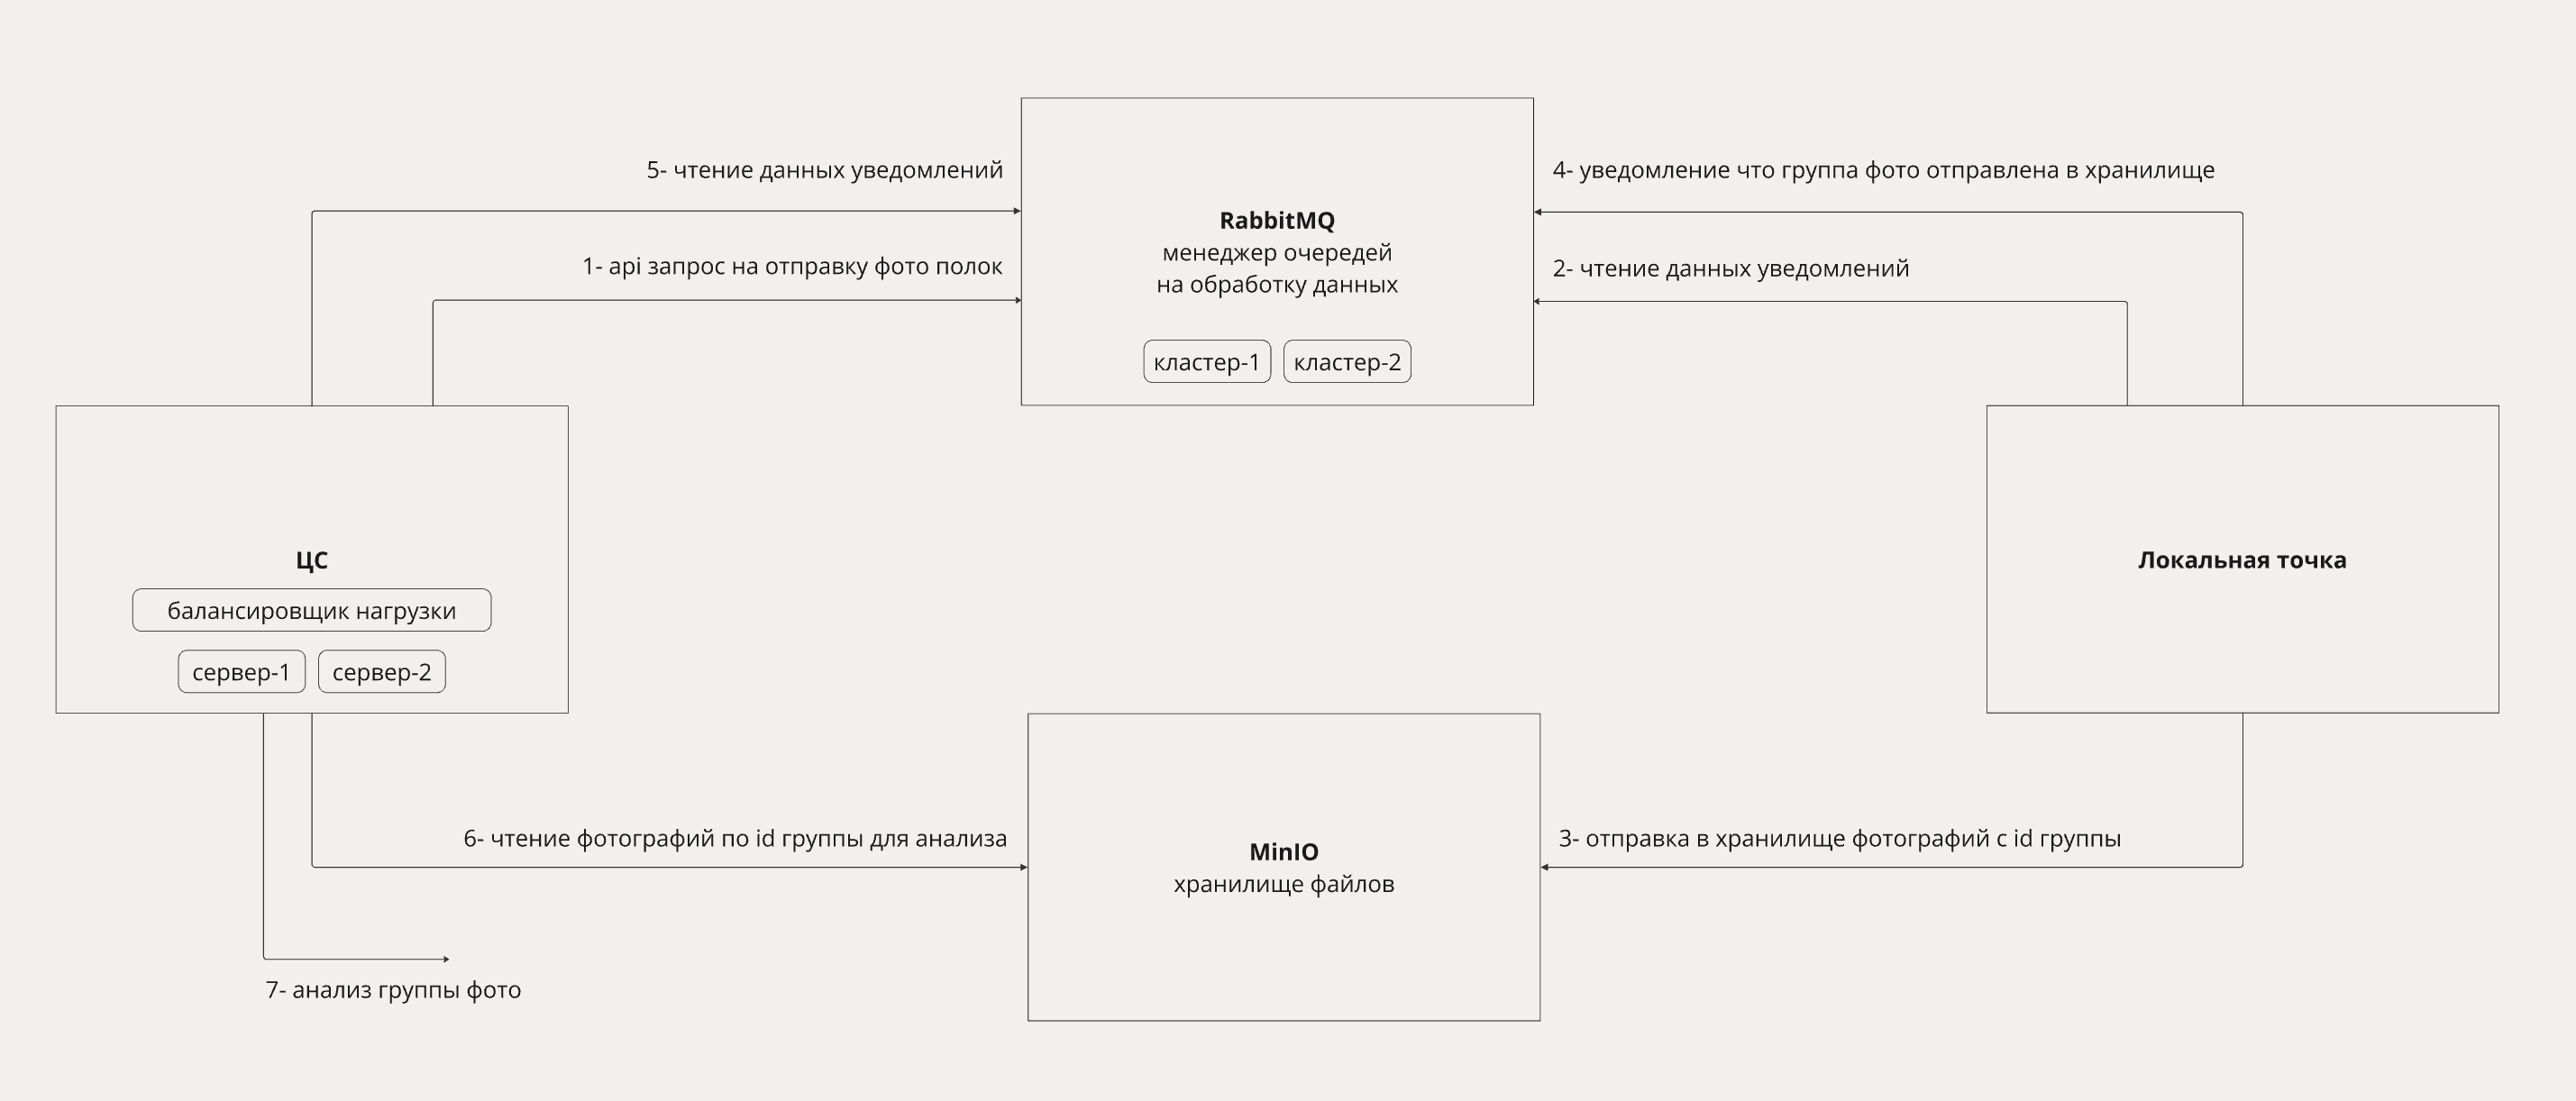 5- чтение данных уведомлений
4- уведомление что группа фото отправлена в хранилище
RabbitMQ
менеджер очередей
на обработку данных
1- api запрос на отправку фото полок
2- чтение данных уведомлений
кластер-1
кластер-2
ЦС
балансировщик нагрузки
сервер-1
сервер-2
Локальная точка
6- чтение фотографий по id группы для анализа
MinIO
хранилище файлов
3- отправка в хранилище фотографий с id группы
7- анализ группы фото